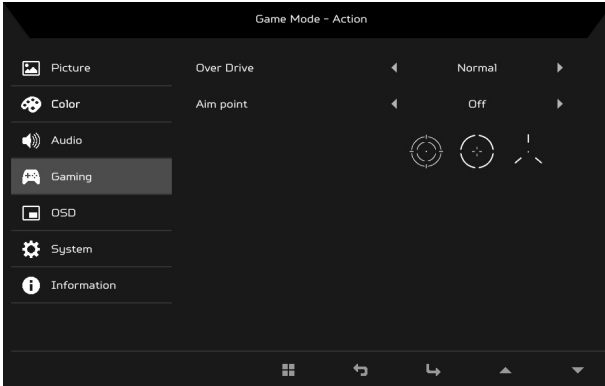 Game Mode - Action
Picture
Over Drive
Normal
Color
Aim point
Off
Audio
Gaming
OSD
System
Information